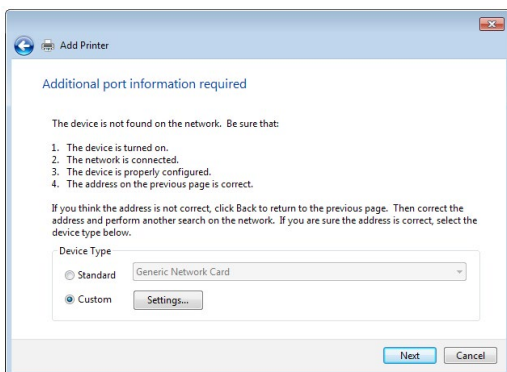 Add Printer
Additional port information required
The device is not found on the network. Be sure that:
1. The device is turned on.
2. The network is connected.
3. The device is properly configured.
4. The address on the previous page is correct.
If you think the address is not correct, click Back to return to the previous page. Then correct the
address and perform another search on the network. If you are sure the address is correct, select the
device type below.
Device Type
Standard Generic Network Card
Custom Settings...
Next Cancel